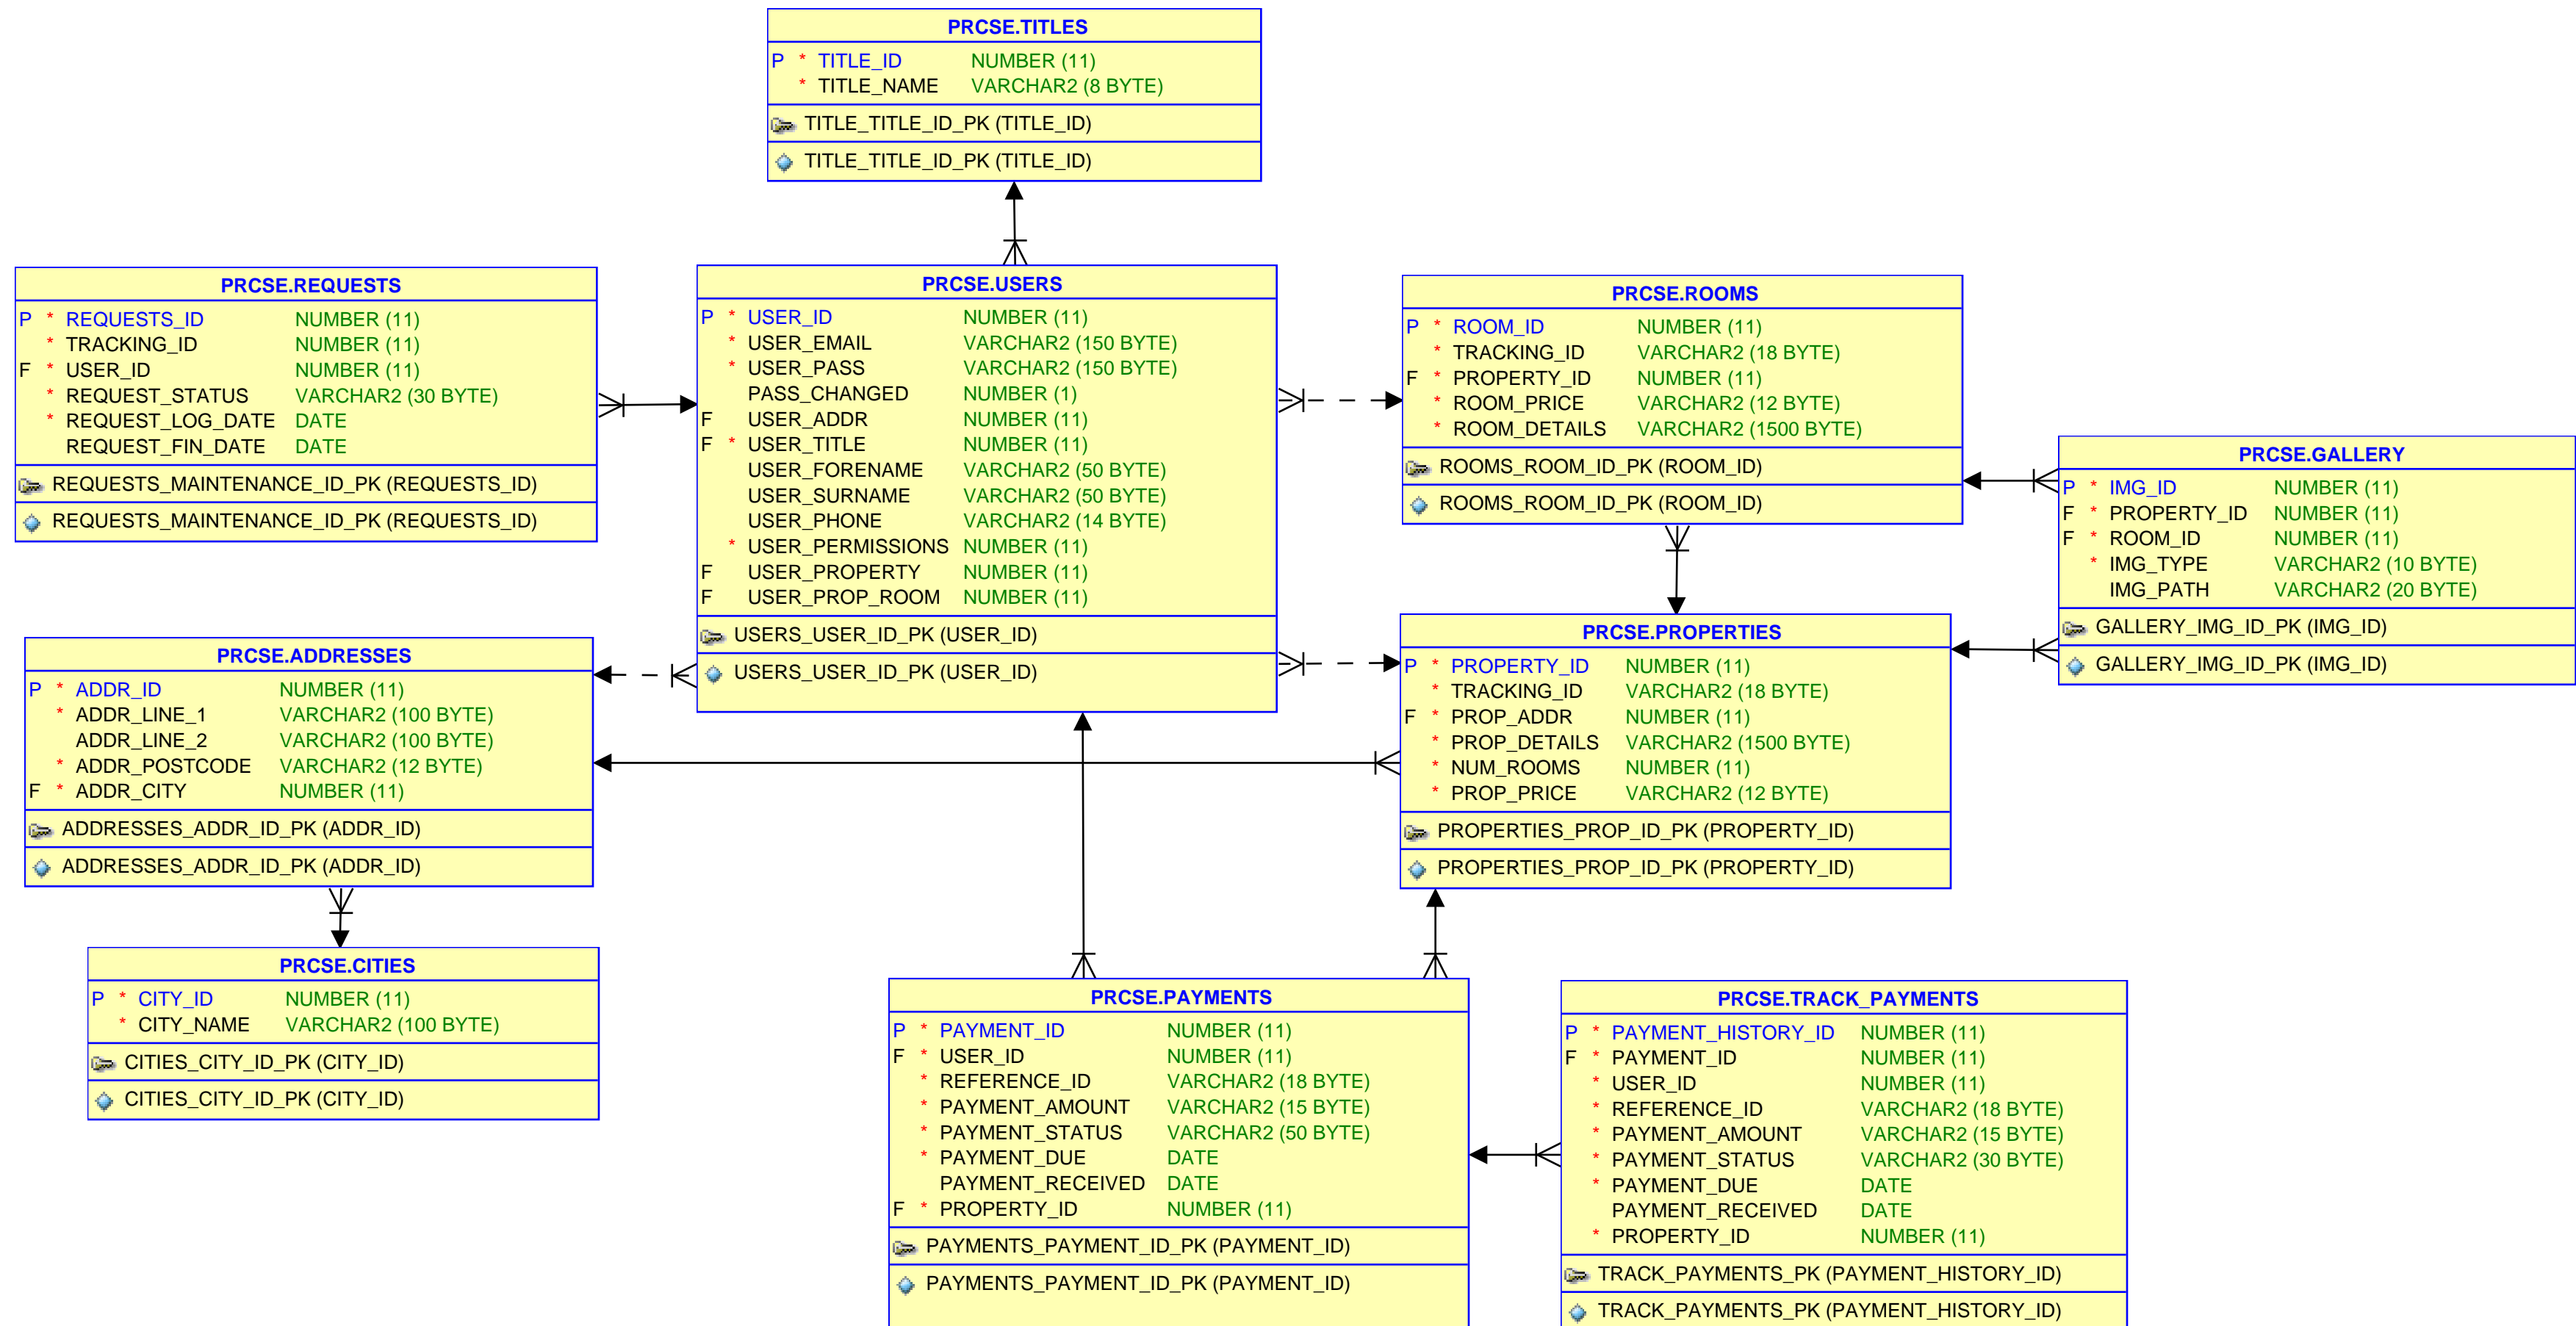 PRCSE.TITLES
P * TITLE_ID NUMBER (11)
* TITLE_NAME VARCHAR2 (8 BYTE)
TITLE_TITLE_ID_PK (TITLE_ID)
TITLE_TITLE_ID_PK (TITLE_ID)
PRCSE.REQUESTS
P * REQUESTS_ID NUMBER (11)
* TRACKING_ID NUMBER (11)
F * USER_ID NUMBER (11)
* REQUEST_STATUS VARCHAR2 (30 BYTE)
* REQUEST_LOG_DATE DATE
REQUEST_FIN_DATE DATE
REQUESTS_MAINTENANCE_ID_PK (REQUESTS_ID)
REQUESTS_MAINTENANCE_ID_PK (REQUESTS_ID)
PRCSE.USERS
P * USER_ID NUMBER (11)
* USER_EMAIL VARCHAR2 (150 BYTE)
* USER_PASS VARCHAR2 (150 BYTE)
PASS_CHANGED NUMBER (1)
F USER_ADDR NUMBER (11)
F * USER_TITLE NUMBER (11)
USER_FORENAME VARCHAR2 (50 BYTE)
USER_SURNAME VARCHAR2 (50 BYTE)
USER_PHONE VARCHAR2 (14 BYTE)
* USER_PERMISSIONS NUMBER (11)
F USER_PROPERTY NUMBER (11)
F USER_PROP_ROOM NUMBER (11)
USERS_USER_ID_PK (USER_ID)
USERS_USER_ID_PK (USER_ID)
PRCSE.ROOMS
P * ROOM_ID NUMBER (11)
* TRACKING_ID VARCHAR2 (18 BYTE)
F * PROPERTY_ID NUMBER (11)
* ROOM_PRICE VARCHAR2 (12 BYTE)
* ROOM_DETAILS VARCHAR2 (1500 BYTE)
ROOMS_ROOM_ID_PK (ROOM_ID)
ROOMS_ROOM_ID_PK (ROOM_ID)
PRCSE.GALLERY
P * IMG_ID NUMBER (11)
F * PROPERTY_ID NUMBER (11)
F * ROOM_ID NUMBER (11)
* IMG_TYPE VARCHAR2 (10 BYTE)
IMG_PATH VARCHAR2 (20 BYTE)
GALLERY_IMG_ID_PK (IMG_ID)
GALLERY_IMG_ID_PK (IMG_ID)
PRCSE.ADDRESSES
P * ADDR_ID NUMBER (11)
* ADDR_LINE_1 VARCHAR2 (100 BYTE)
ADDR_LINE_2 VARCHAR2 (100 BYTE)
* ADDR_POSTCODE VARCHAR2 (12 BYTE)
F * ADDR_CITY NUMBER (11)
ADDRESSES_ADDR_ID_PK (ADDR_ID)
ADDRESSES_ADDR_ID_PK (ADDR_ID)
PRCSE.PROPERTIES
P * PROPERTY_ID NUMBER (11)
* TRACKING_ID VARCHAR2 (18 BYTE)
F * PROP_ADDR NUMBER (11)
* PROP_DETAILS VARCHAR2 (1500 BYTE)
* NUM_ROOMS NUMBER (11)
* PROP_PRICE VARCHAR2 (12 BYTE)
PROPERTIES_PROP_ID_PK (PROPERTY_ID)
PROPERTIES_PROP_ID_PK (PROPERTY_ID)
PRCSE.CITIES
P * CITY_ID NUMBER (11)
* CITY_NAME VARCHAR2 (100 BYTE)
CITIES_CITY_ID_PK (CITY_ID)
CITIES_CITY_ID_PK (CITY_ID)
PRCSE.PAYMENTS
P * PAYMENT_ID NUMBER (11)
F * USER_ID NUMBER (11)
* REFERENCE_ID VARCHAR2 (18 BYTE)
* PAYMENT_AMOUNT VARCHAR2 (15 BYTE)
* PAYMENT_STATUS VARCHAR2 (50 BYTE)
* PAYMENT_DUE DATE
PAYMENT_RECEIVED DATE
F * PROPERTY_ID NUMBER (11)
PAYMENTS_PAYMENT_ID_PK (PAYMENT_ID)
PAYMENTS_PAYMENT_ID_PK (PAYMENT_ID)
PRCSE.TRACK_PAYMENTS
P * PAYMENT_HISTORY_ID NUMBER (11)
F * PAYMENT_ID NUMBER (11)
* USER_ID NUMBER (11)
* REFERENCE_ID VARCHAR2 (18 BYTE)
* PAYMENT_AMOUNT VARCHAR2 (15 BYTE)
* PAYMENT_STATUS VARCHAR2 (30 BYTE)
* PAYMENT_DUE DATE
PAYMENT_RECEIVED DATE
* PROPERTY_ID NUMBER (11)
TRACK_PAYMENTS_PK (PAYMENT_HISTORY_ID)
TRACK_PAYMENTS_PK (PAYMENT_HISTORY_ID)